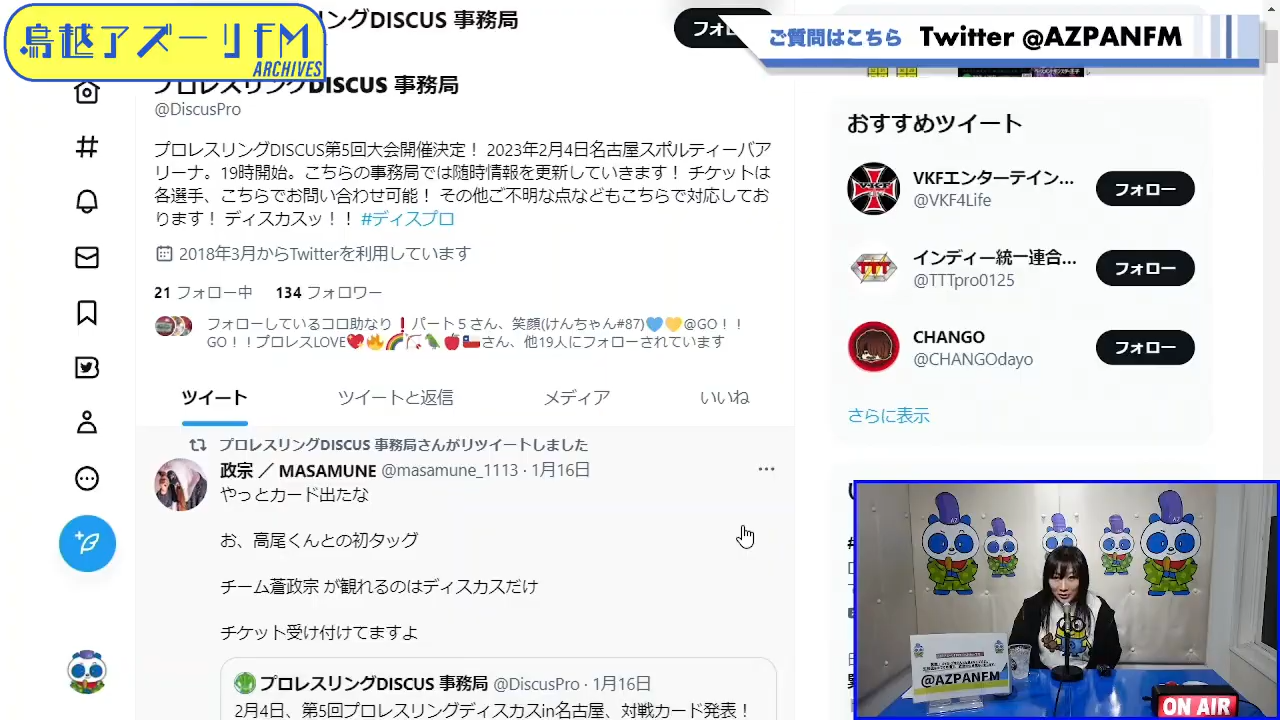 鳥越アズーリFM
ARCHIVES
ングDISCUS 事務局
フォロ
ご質問はこちら Twitter @AZPANFM
プロレスリングDISCUS 事務局
@DiscusPro
プロレスリングDISCUS第5回大会開催決定！ 2023年2月4日名古屋スポルティーバア
リーナ。19時開始。こちらの事務局では随時情報を更新していきます！ チケットは
各選手、こちらでお問い合わせ可能！ その他ご不明な点などもこちらで対応してお
ります！ ディスカスッ！！ #ディスプロ
2018年3月からTwitterを利用しています
21 フォロー中 134 フォロワー
フォローしているコロ助なり❗パート５さん、笑顔(けんちゃん#87)💙💛@GO！！
GO！！プロレスLOVE💖🔥🌈🦜🍎🇨🇱さん、他19人にフォローされています
ツイート ツイートと返信 メディア いいね
プロレスリングDISCUS 事務局さんがリツイートしました
政宗 ／ MASAMUNE @masamune_1113 · 1月16日
やっとカード出たな
お、高尾くんとの初タッグ
チーム蒼政宗 が観れるのはディスカスだけ
チケット受け付けてますよ
プロレスリングDISCUS 事務局 @DiscusPro · 1月16日
2月4日、第5回プロレスリングディスカスin名古屋、対戦カード発表！
おすすめツイート
VKFエンターテイン...
@VKF4Life
フォロー
インディー統一連合...
@TTTpro0125
フォロー
CHANGO
@CHANGOdayo
フォロー
さらに表示
@AZPANFM
ON AIR